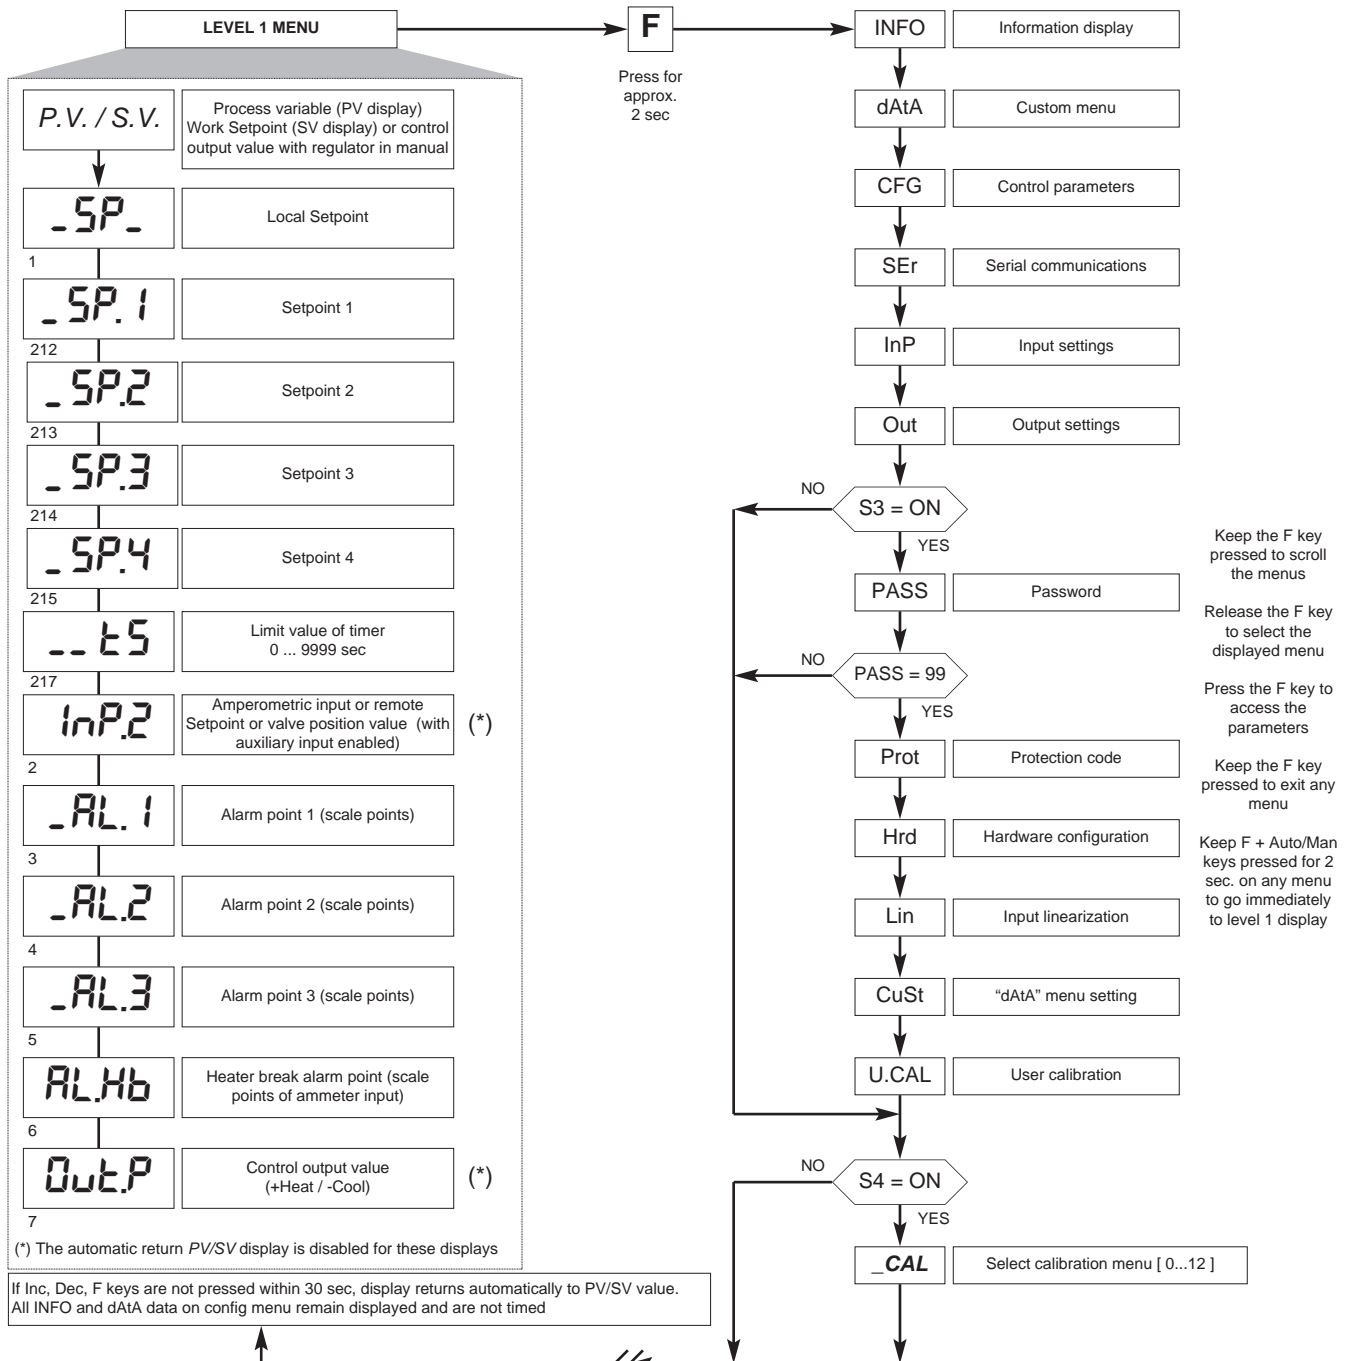 LEVEL 1 MENU
F
Press for
approx.
2 sec
P.V. / S.V.
Process variable (PV display)
Work Setpoint (SV display) or control
output value with regulator in manual
_SP_
Local Setpoint
1
_SP.1
Setpoint 1
212
_SP.2
Setpoint 2
213
_SP.3
Setpoint 3
214
_SP.4
Setpoint 4
215
__tS
Limit value of timer
0 ... 9999 sec
217
InP.2
Amperometric input or remote
Setpoint or valve position value (with
auxiliary input enabled)
(*)
2
_AL.1
Alarm point 1 (scale points)
3
_AL.2
Alarm point 2 (scale points)
4
_AL.3
Alarm point 3 (scale points)
5
AL.Hb
Heater break alarm point (scale
points of ammeter input)
6
Out.P
Control output value
(+Heat / -Cool)
(*)
7
(*) The automatic return PV/SV display is disabled for these displays
If Inc, Dec, F keys are not pressed within 30 sec, display returns automatically to PV/SV value.
All INFO and dAtA data on config menu remain displayed and are not timed
INFO
Information display
dAtA
Custom menu
CFG
Control parameters
SEr
Serial communications
InP
Input settings
Out
Output settings
NO
S3 = ON
YES
PASS
Password
NO
PASS = 99
YES
Prot
Protection code
Hrd
Hardware configuration
Lin
Input linearization
CuSt
“dAtA” menu setting
U.CAL
User calibration
NO
S4 = ON
YES
_CAL
Select calibration menu [ 0...12 ]
Keep the F key
pressed to scroll
the menus
Release the F key
to select the
displayed menu
Press the F key to
access the
parameters
Keep the F key
pressed to exit any
menu
Keep F + Auto/Man
keys pressed for 2
sec. on any menu
to go immediately
to level 1 display